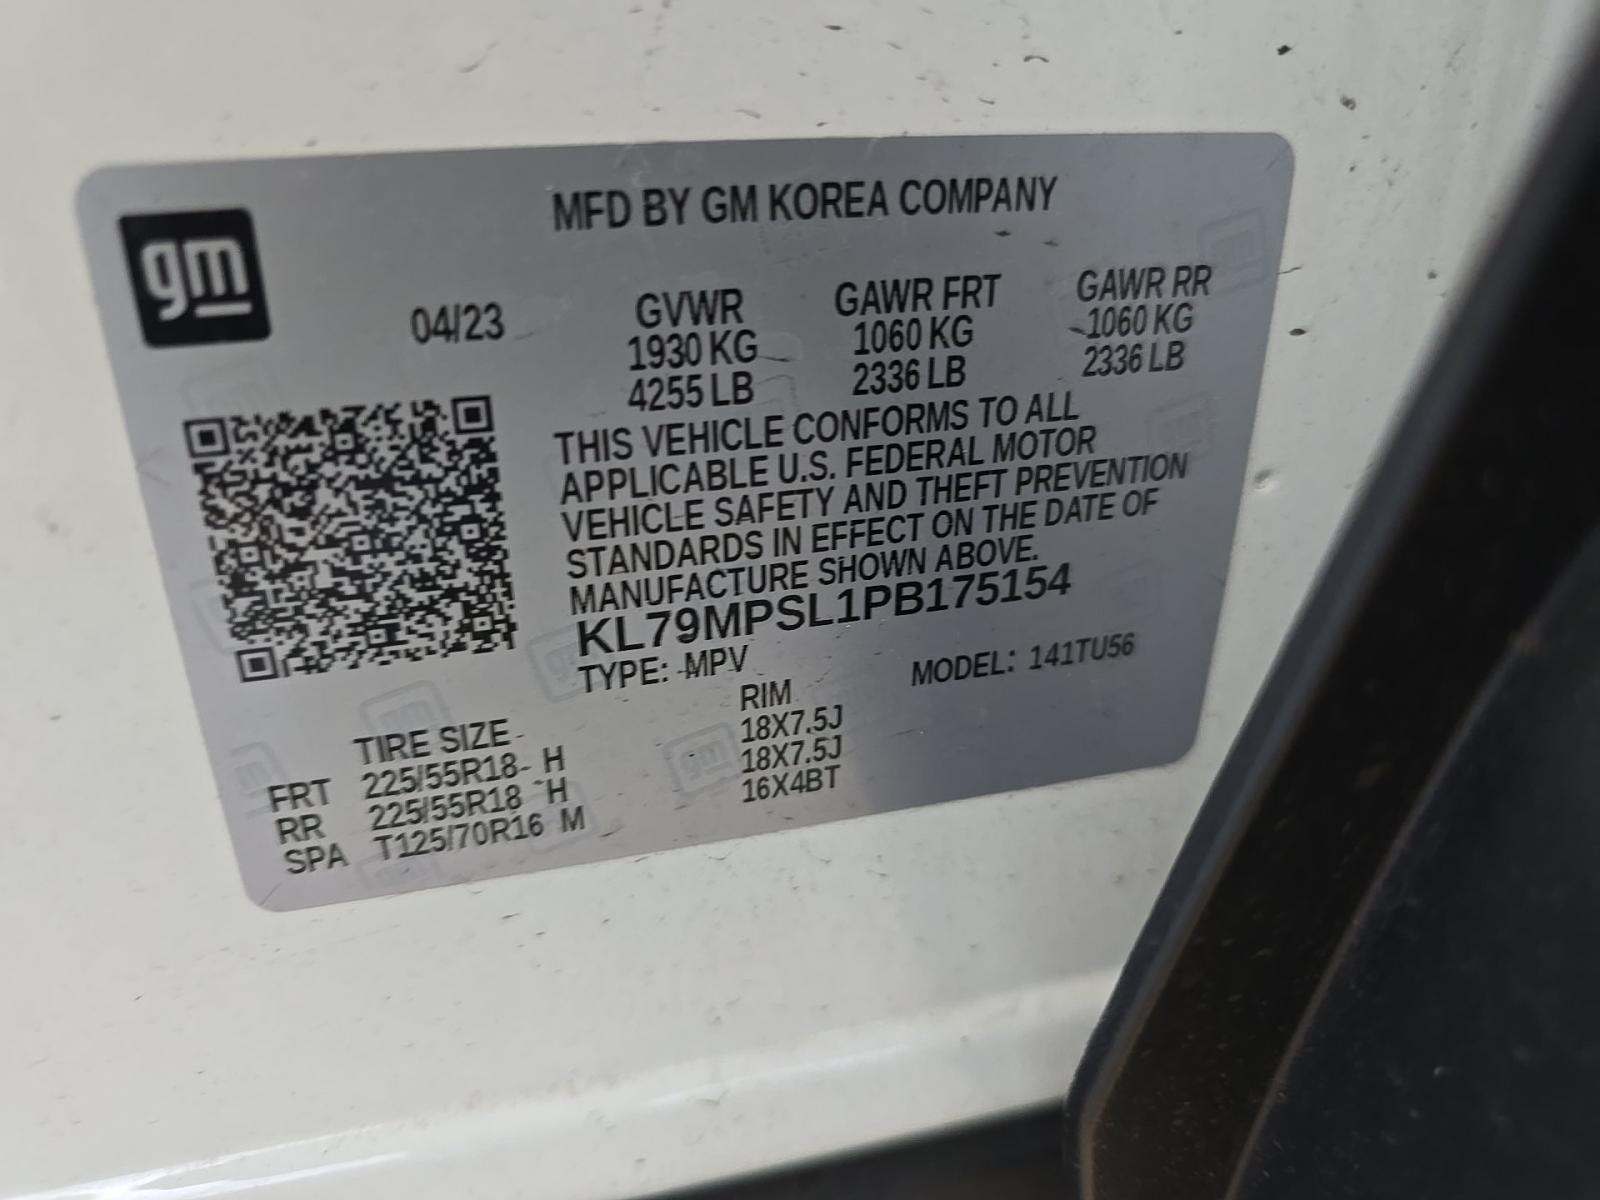 gm
MFD BY GM KOREA COMPANY
04/23
GVWR GAWR FRT GAWR RR
1930 KG 1060 KG 1060 KG
4255 LB 2336 LB 2336 LB
THIS VEHICLE CONFORMS TO ALL
APPLICABLE U.S. FEDERAL MOTOR
VEHICLE SAFETY AND THEFT PREVENTION
STANDARDS IN EFFECT ON THE DATE OF
MANUFACTURE SHOWN ABOVE.
KL79MPSL1PB175154
TYPE: MPV MODEL: 141TU56
TIRE SIZE RIM
FRT 225/55R18 H 18X7.5J
RR 225/55R18 H 18X7.5J
SPA T125/70R16 M 16X4BT